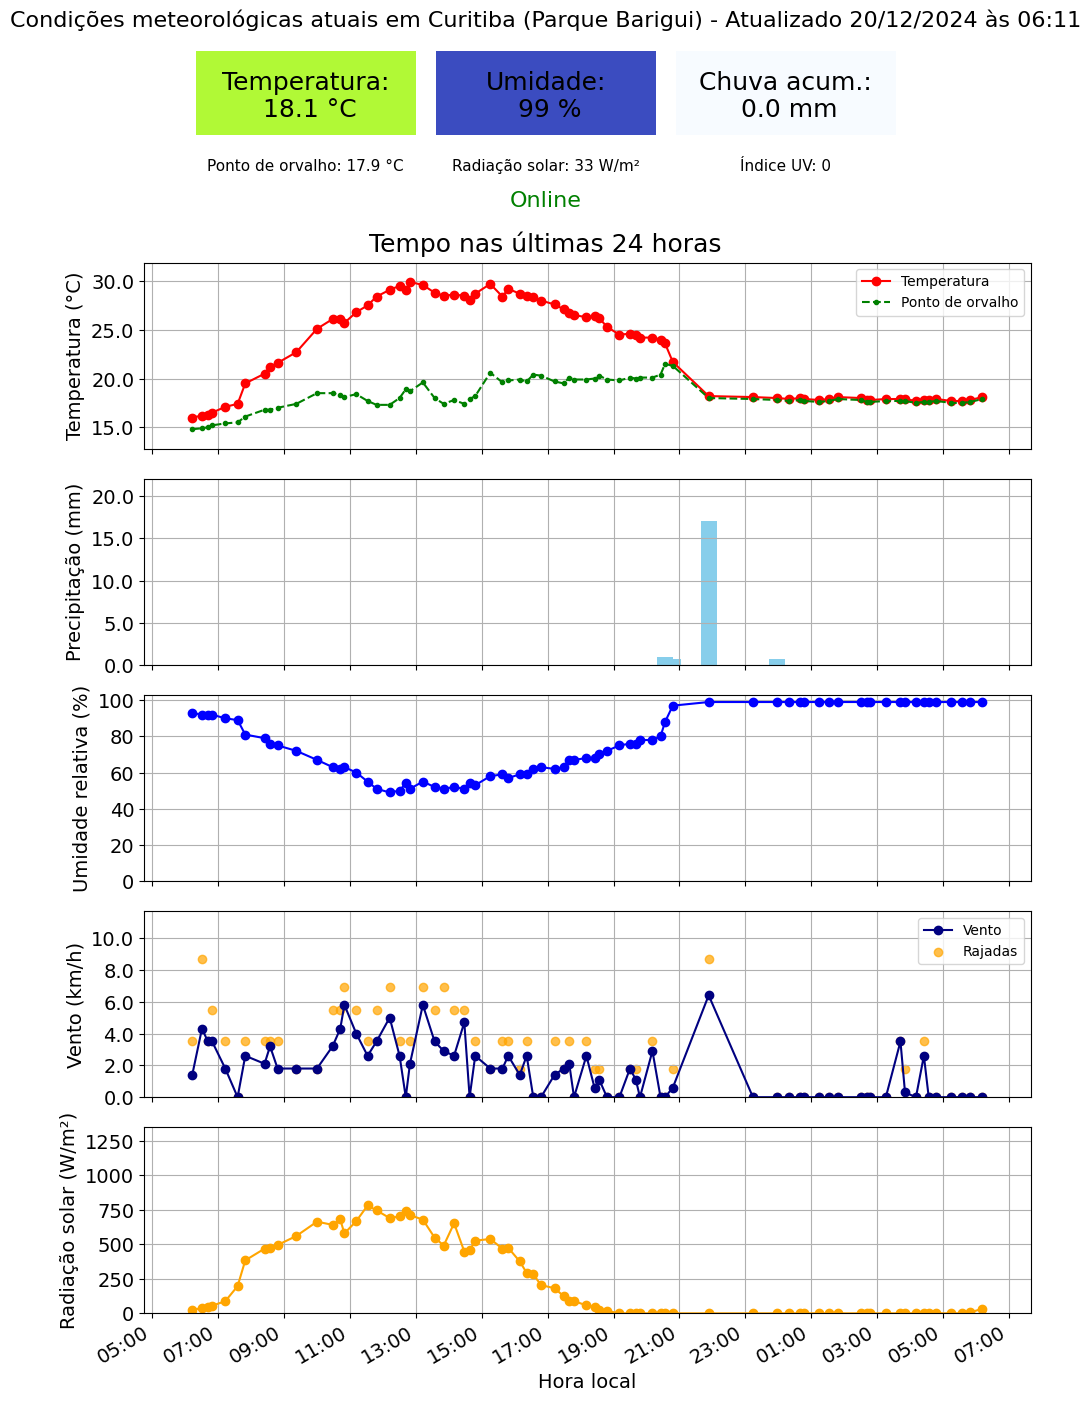 Condições meteorológicas atuais em Curitiba (Parque Barigui) - Atualizado 20/12/2024 às 06:11
Temperatura:
18.1 °C
Umidade:
99 %
Chuva acum.:
0.0 mm
Ponto de orvalho: 17.9 °C
Radiação solar: 33 W/m²
Índice UV: 0
Online
Tempo nas últimas 24 horas
Temperatura (°C)
30.0
25.0
20.0
15.0
Temperatura
Ponto de orvalho
Precipitação (mm)
20.0
15.0
10.0
5.0
0.0
Umidade relativa (%)
100
80
60
40
20
0
Vento (km/h)
10.0
8.0
6.0
4.0
2.0
0.0
Vento
Rajadas
Radiação solar (W/m²)
1250
1000
750
500
250
0
05:00
07:00
09:00
11:00
13:00
15:00
17:00
19:00
21:00
23:00
01:00
03:00
05:00
07:00
Hora local